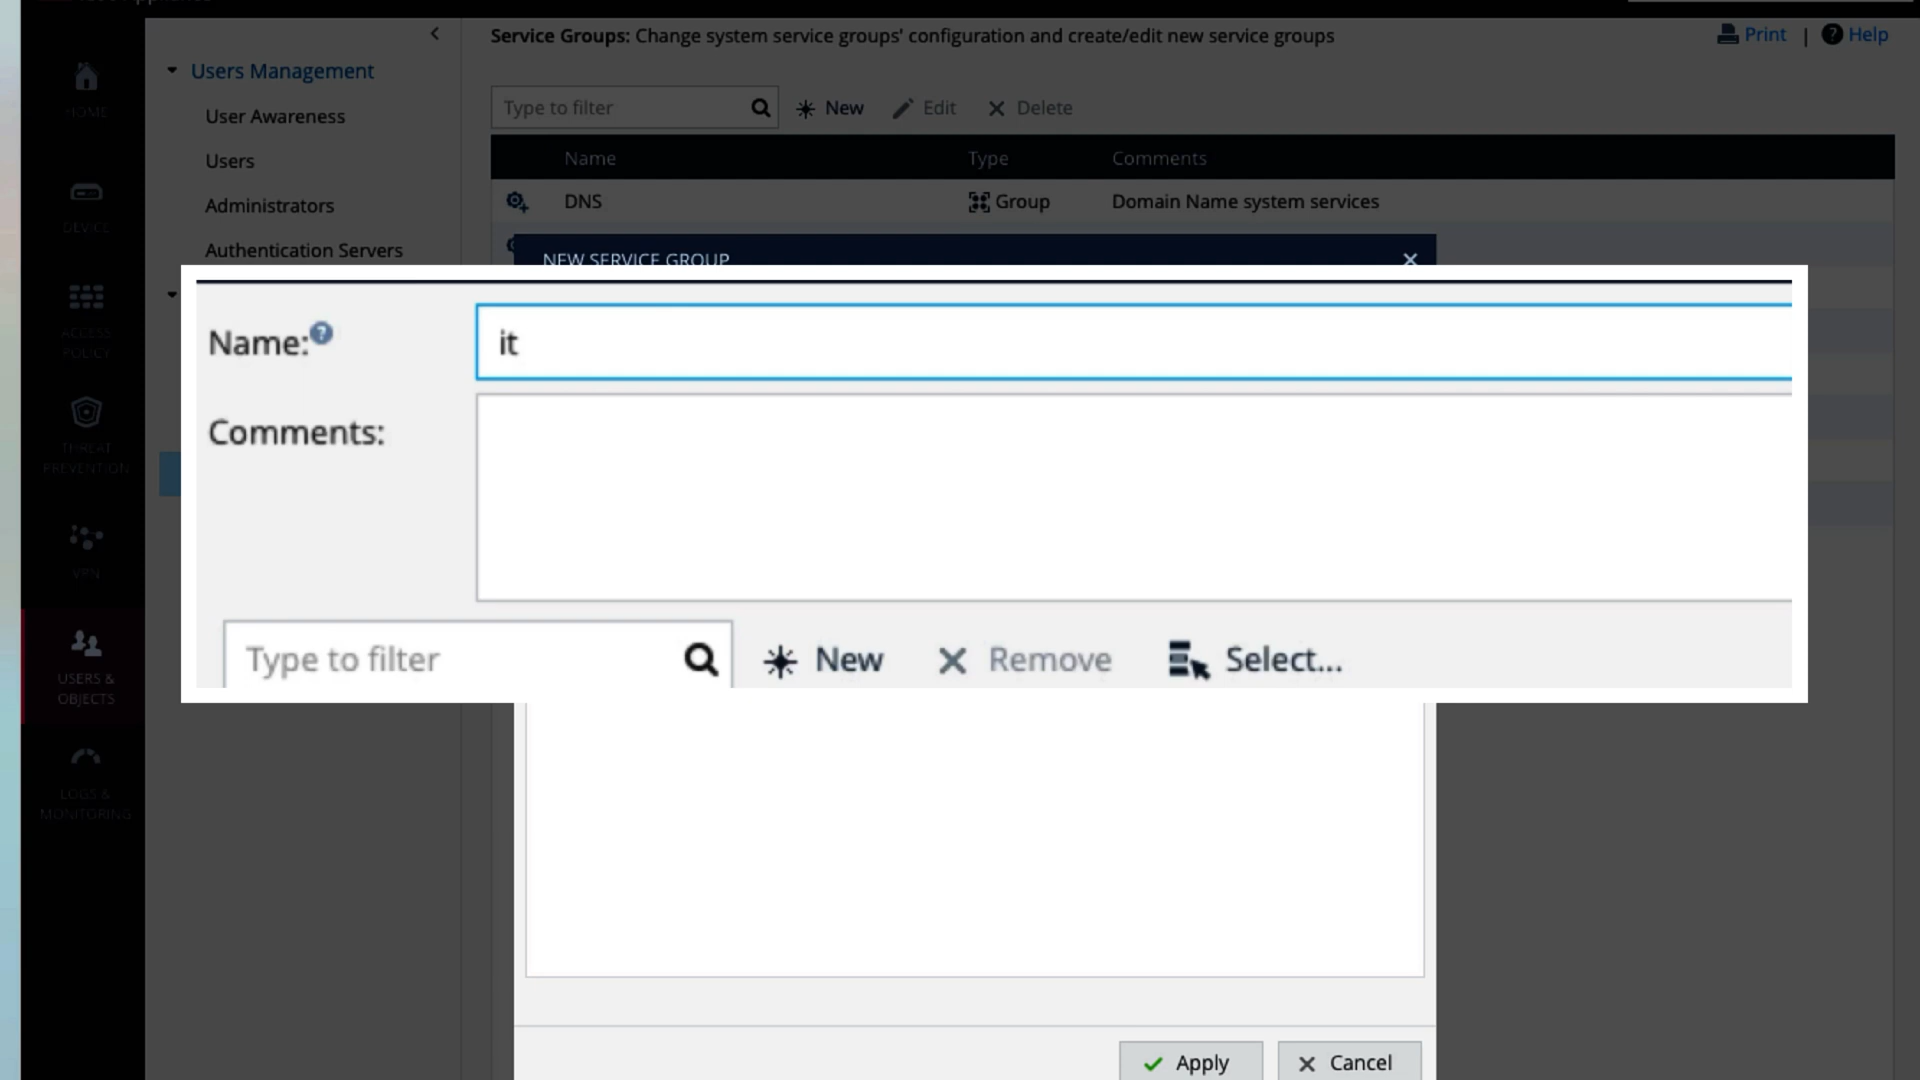 Service Groups: Change system service groups' configuration and create/edit new service groups
Print | Help
Users Management
User Awareness
Users
Administrators
Authentication Servers
HOME
DEVICE
ACCESS
POLICY
THREAT
PREVENTION
VPN
USERS &
OBJECTS
LOGS &
MONITORING
Type to filter
New
Edit
Delete
Name Type Comments
DNS Group Domain Name system services
NEW SERVICE GROUP
Name:
it
Comments:
Type to filter
New
Remove
Select...
Apply
Cancel